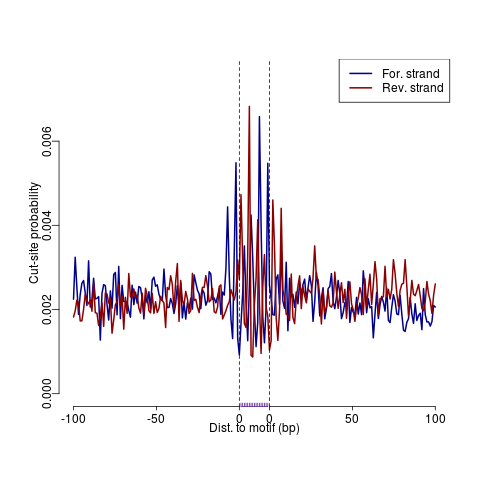 For. strand
Rev. strand
Cut-site probability
0.006
0.004
0.002
0.000
-100 -50 0 0 50 100
Dist. to motif (bp)